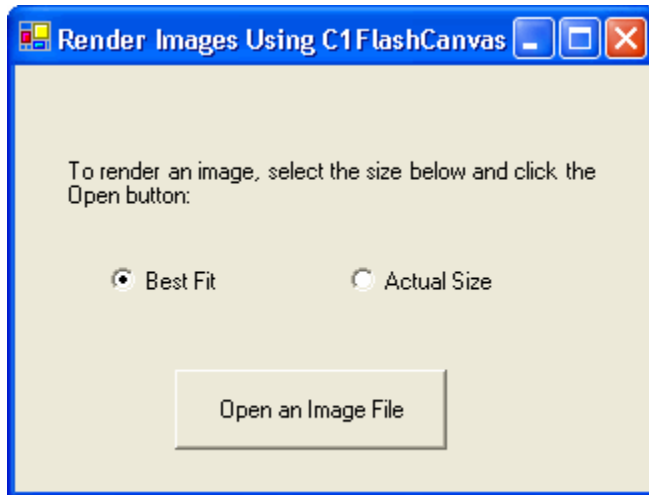 Render Images Using C1FlashCanvas
To render an image, select the size below and click the
Open button:
Best Fit
Actual Size
Open an Image File